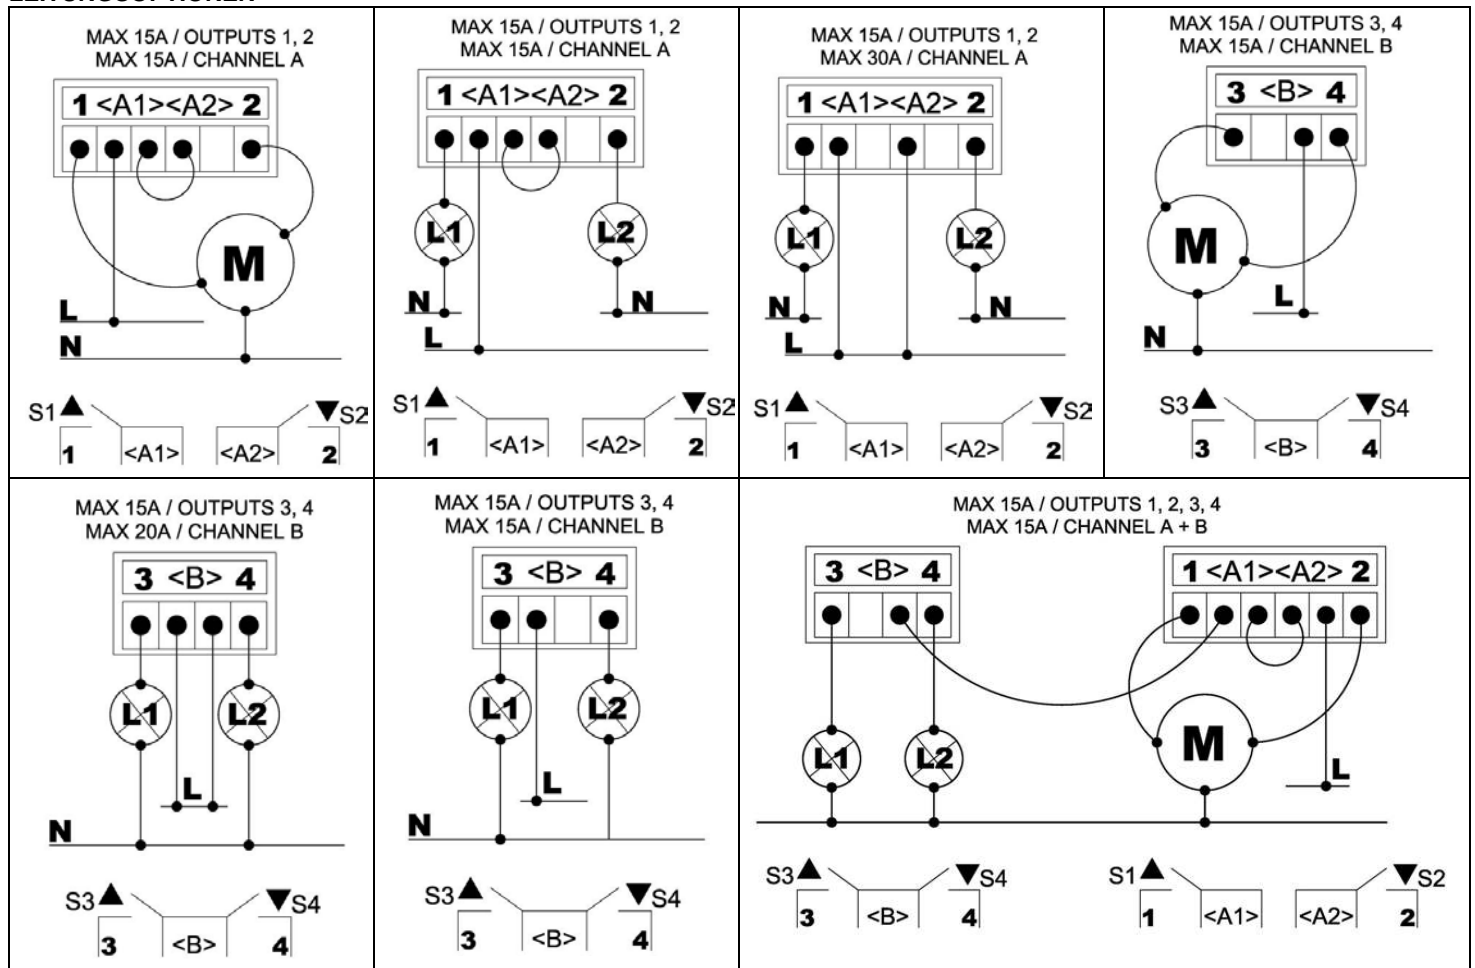 MAX 15A / OUTPUTS 1, 2
MAX 15A / CHANNEL A
1 <A1><A2> 2
M
L
N
S1 S2
1 <A1> <A2> 2
MAX 15A / OUTPUTS 1, 2
MAX 15A / CHANNEL A
1 <A1><A2> 2
L1 L2
N N
L
S1 S2
1 <A1> <A2> 2
MAX 15A / OUTPUTS 1, 2
MAX 30A / CHANNEL A
1 <A1><A2> 2
L1 L2
N N
L
S1 S2
1 <A1> <A2> 2
MAX 15A / OUTPUTS 3, 4
MAX 15A / CHANNEL B
3 <B> 4
M
L
N
S3 S4
3 <B> 4
MAX 15A / OUTPUTS 3, 4
MAX 20A / CHANNEL B
3 <B> 4
L1 L2
L
N
S3 S4
3 <B> 4
MAX 15A / OUTPUTS 3, 4
MAX 15A / CHANNEL B
3 <B> 4
L1 L2
L
N
S3 S4
3 <B> 4
MAX 15A / OUTPUTS 1, 2, 3, 4
MAX 15A / CHANNEL A + B
3 <B> 4 1 <A1><A2> 2
L1 L2 M
L
S3 S4 S1 S2
3 <B> 4 1 <A1> <A2> 2